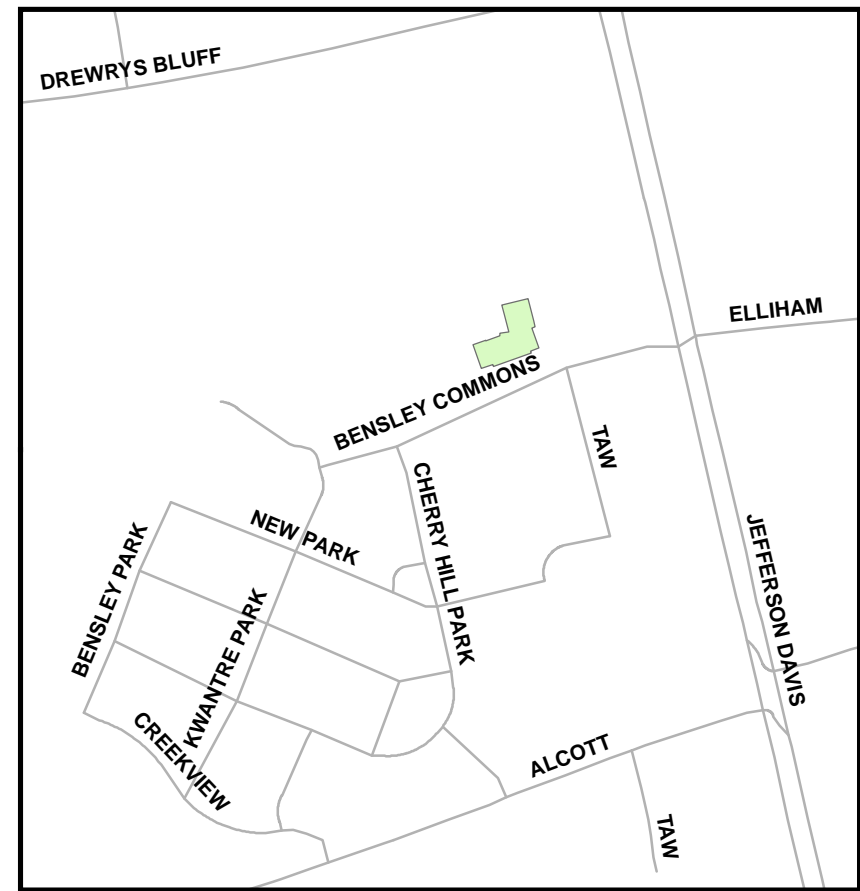 DREWRYS BLUFF
ELLIHAM
BENSLEY COMMONS
TAW
CHERRY HILL PARK
NEW PARK
BENSLEY PARK
JEFFERSON DAVIS
KWANTRE PARK
CREEKVIEW
ALCOTT
TAW